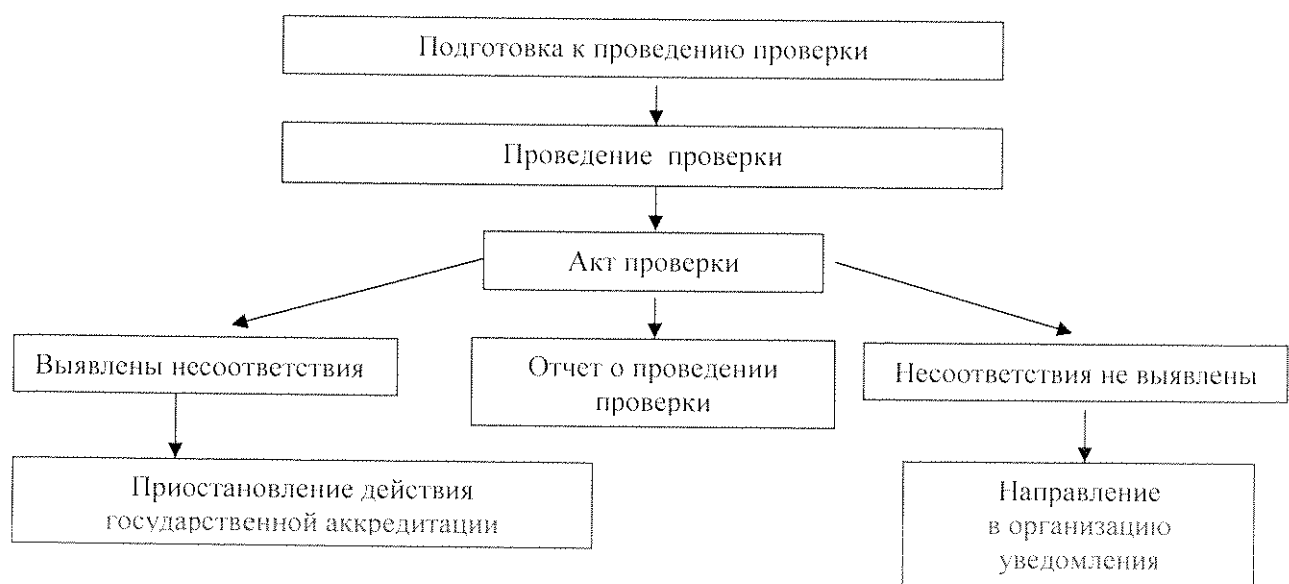 Подготовка к проведению проверки
Проведение проверки
Акт проверки
Выявлены несоответствия
Отчет о проведении
проверки
Несоответствия не выявлены
Приостановление действия
государственной аккредитации
Направление
в организацию
уведомления